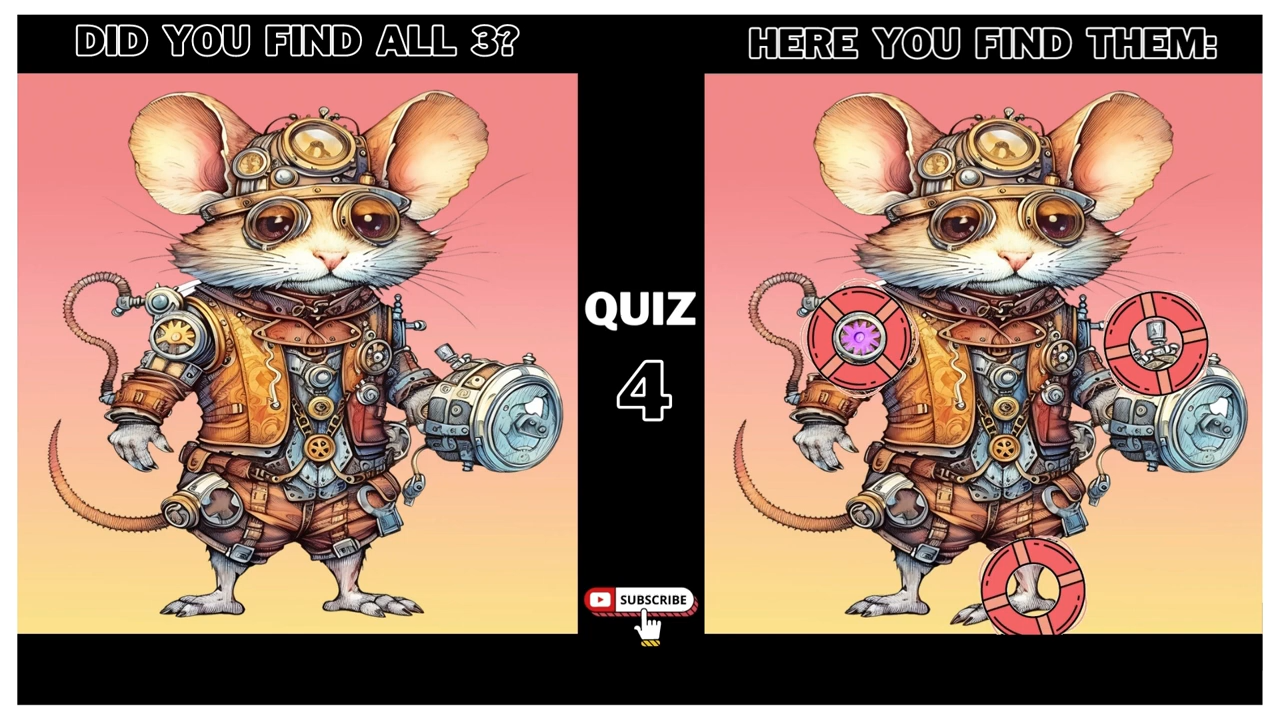 DID YOU FIND ALL 3?
HERE YOU FIND THEM:
QUIZ
4
SUBSCRIBE